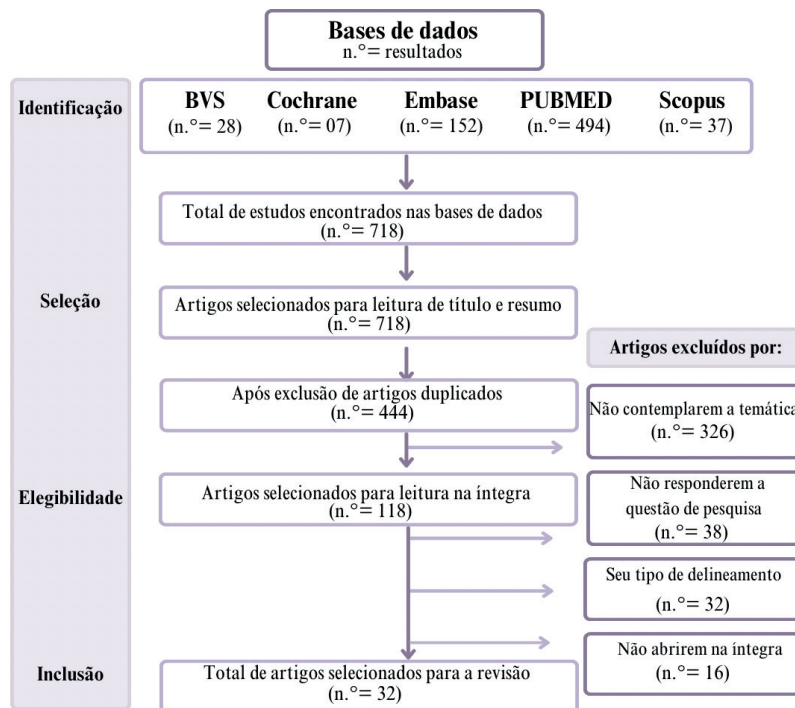 Bases de dados
n.°= resultados
Identificação
BVS
(n.°= 28)
Cochrane
(n.°= 07)
Embase
(n.°= 152)
PUBMED
(n.°= 494)
Scopus
(n.°= 37)
Total de estudos encontrados nas bases de dados
(n.°= 718)
Seleção
Artigos selecionados para leitura de título e resumo
(n.°= 718)
Artigos excluídos por:
Após exclusão de artigos duplicados
(n.°= 444)
Não contemplarem a temática
(n.°= 326)
Elegibilidade
Artigos selecionados para leitura na íntegra
(n.°= 118)
Não responderem a
questão de pesquisa
(n.°= 38)
Seu tipo de delineamento
(n.°= 32)
Não abrirem na íntegra
(n.°= 16)
Inclusão
Total de artigos selecionados para a revisão
(n.°= 32)